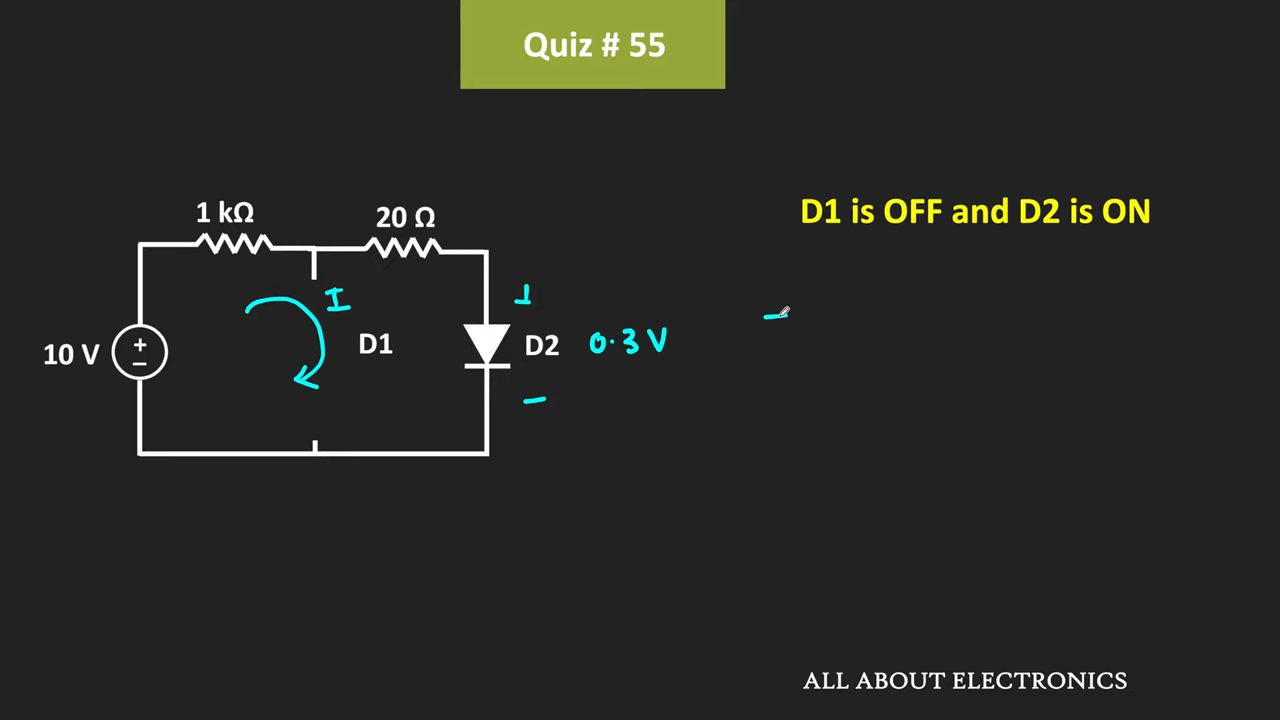 Quiz # 55
D1 is OFF and D2 is ON
1 kΩ
20 Ω
I
10 V
+
−
D1
D2
0.3 V
−
−
ALL ABOUT ELECTRONICS